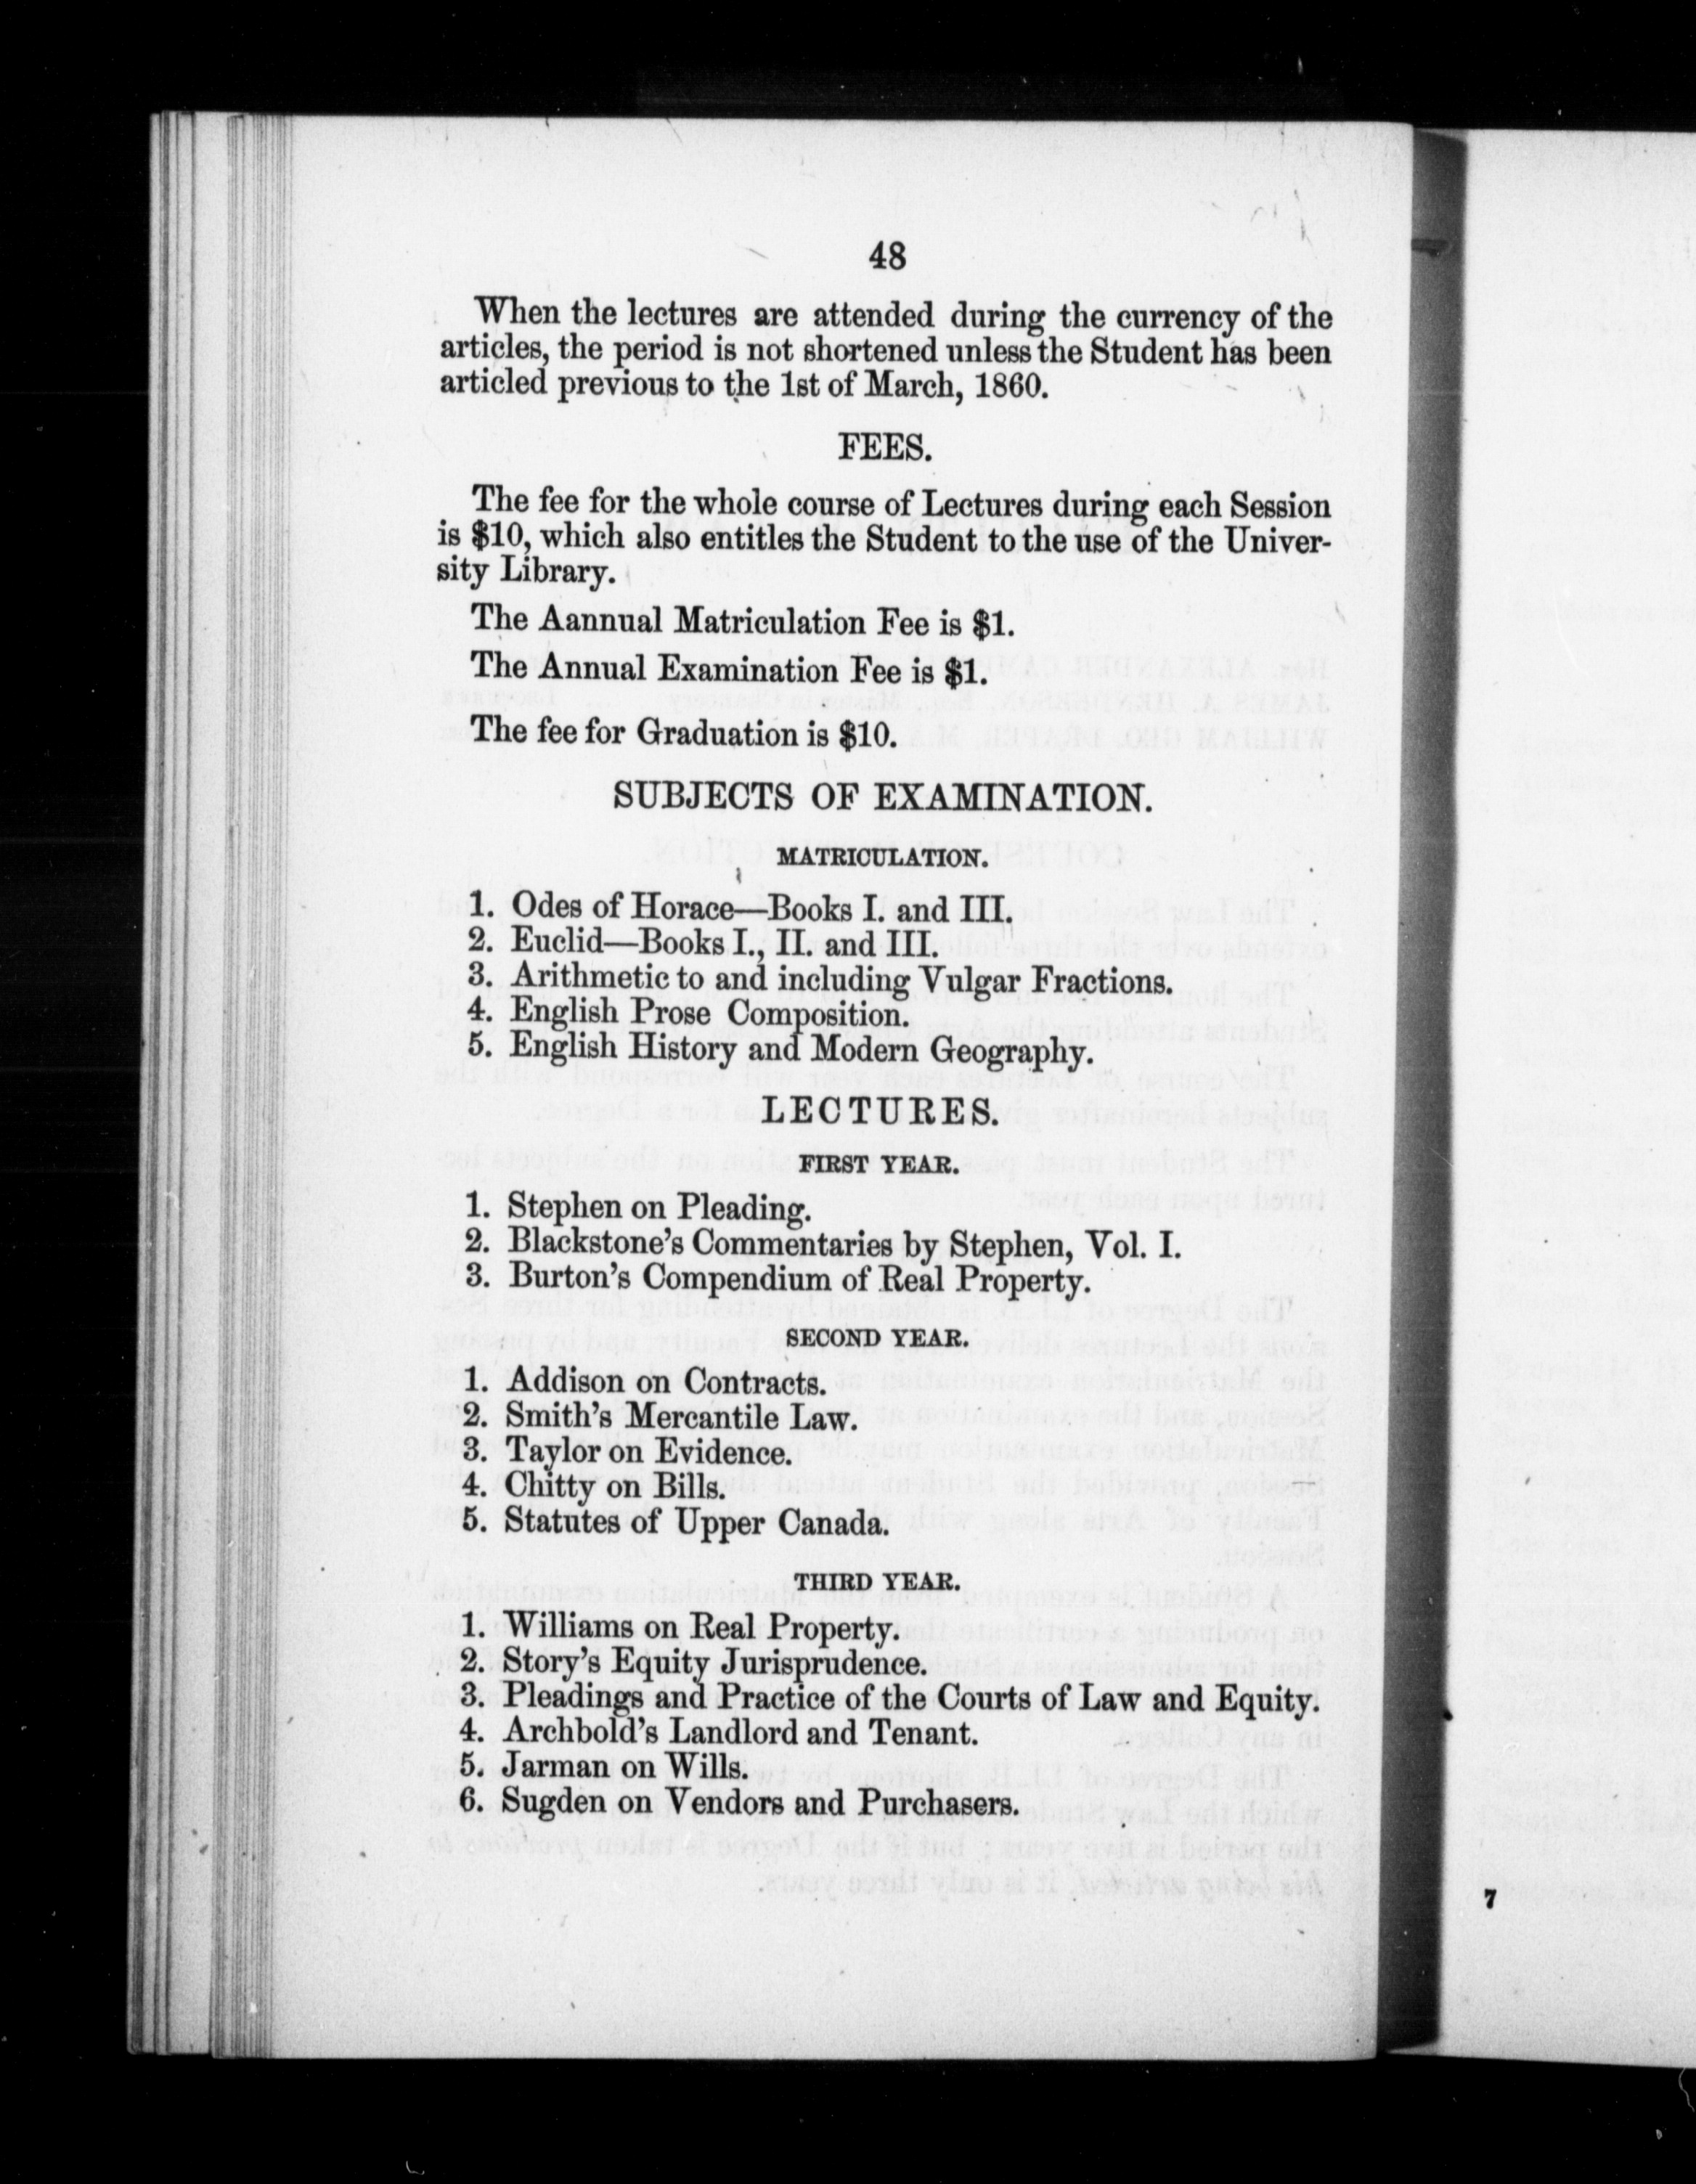 48
When the lectures are attended during the currency of the
articles, the period is not shortened unless the Student has been
articled previous to the 1st of March, 1860.
FEES.
The fee for the whole course of Lectures during each Session
is $10, which also entitles the Student to the use of the Univer-
sity Library.
The Aannual Matriculation Fee is $1.
The Annual Examination Fee is $1.
The fee for Graduation is $10.
SUBJECTS OF EXAMINATION.
MATRICULATION.
1. Odes of Horace—Books I. and III.
2. Euclid—Books I., II. and III.
3. Arithmetic to and including Vulgar Fractions.
4. English Prose Composition.
5. English History and Modern Geography.
LECTURES.
FIRST YEAR.
1. Stephen on Pleading.
2. Blackstone's Commentaries by Stephen, Vol. I.
3. Burton's Compendium of Real Property.
SECOND YEAR.
1. Addison on Contracts.
2. Smith's Mercantile Law.
3. Taylor on Evidence.
4. Chitty on Bills.
5. Statutes of Upper Canada.
THIRD YEAR.
1. Williams on Real Property.
2. Story's Equity Jurisprudence.
3. Pleadings and Practice of the Courts of Law and Equity.
4. Archbold's Landlord and Tenant.
5. Jarman on Wills.
6. Sugden on Vendors and Purchasers.
7